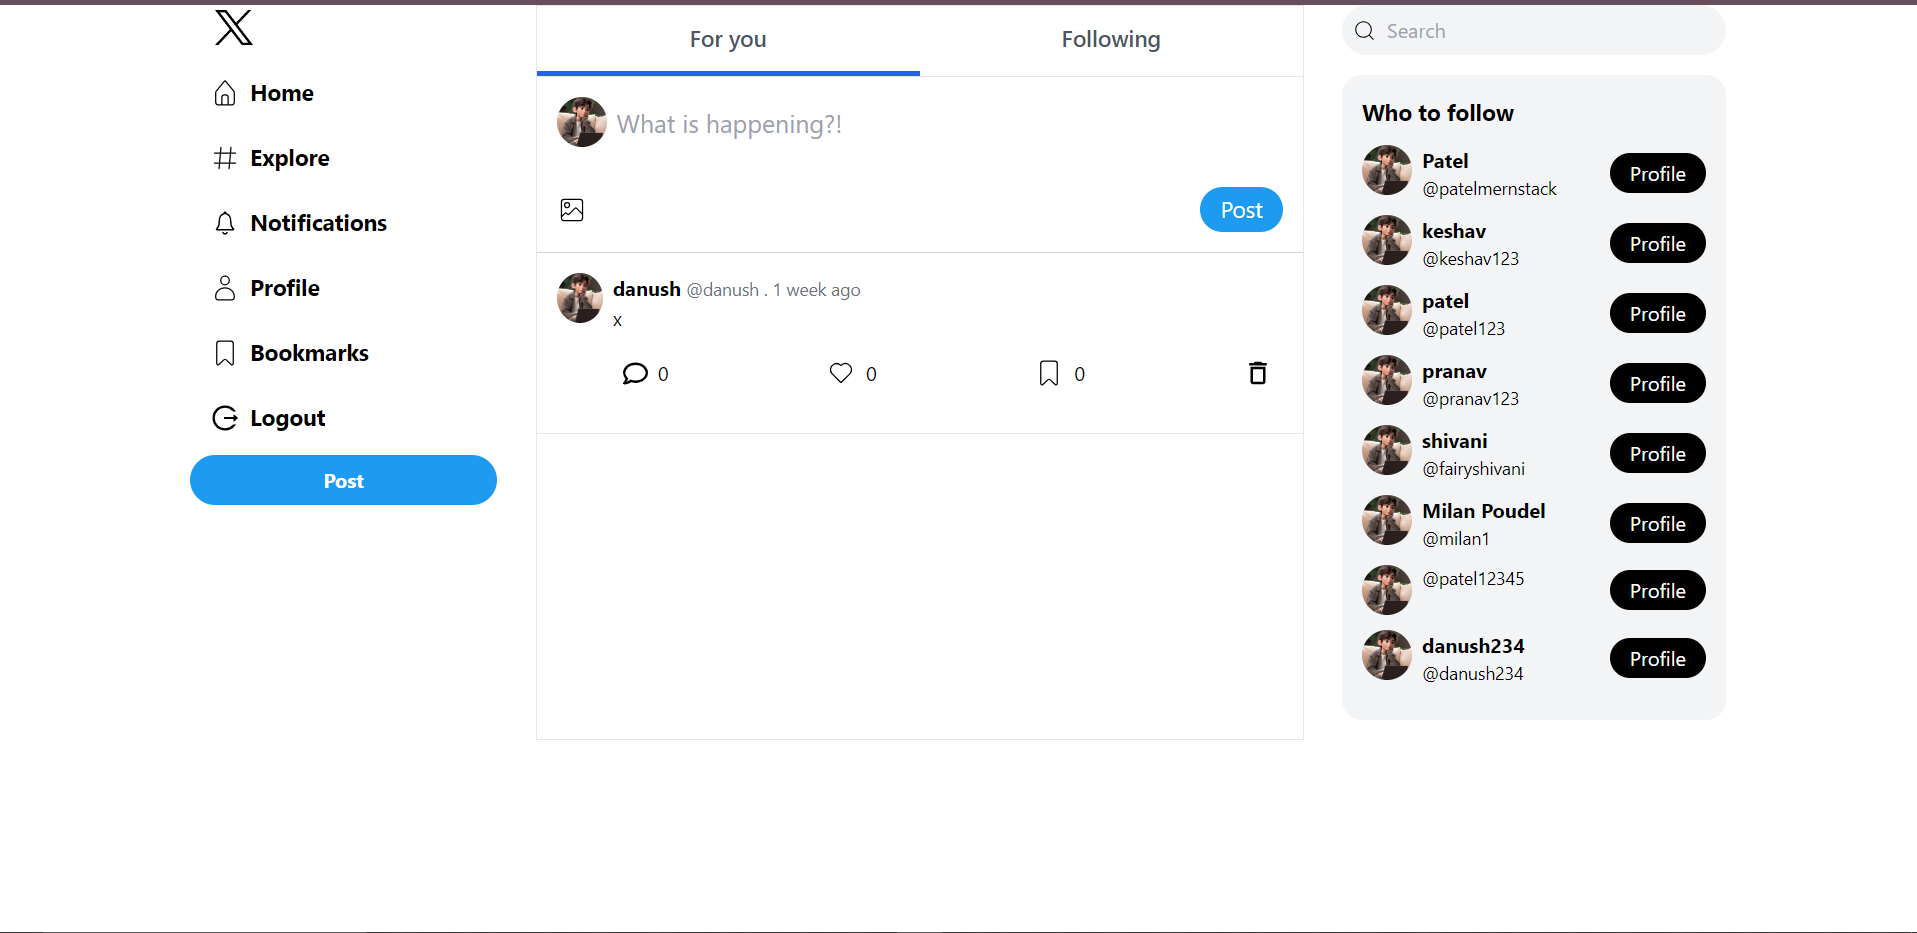 Home
Explore
Notifications
Profile
Bookmarks
Logout
Post
For you
Following
What is happening?!
Post
danush @danush . 1 week ago
x
0
0
0
Search
Who to follow
Patel
@patelmernstack
Profile
keshav
@keshav123
Profile
patel
@patel123
Profile
pranav
@pranav123
Profile
shivani
@fairyshivani
Profile
Milan Poudel
@milan1
Profile
@patel12345
Profile
danush234
@danush234
Profile